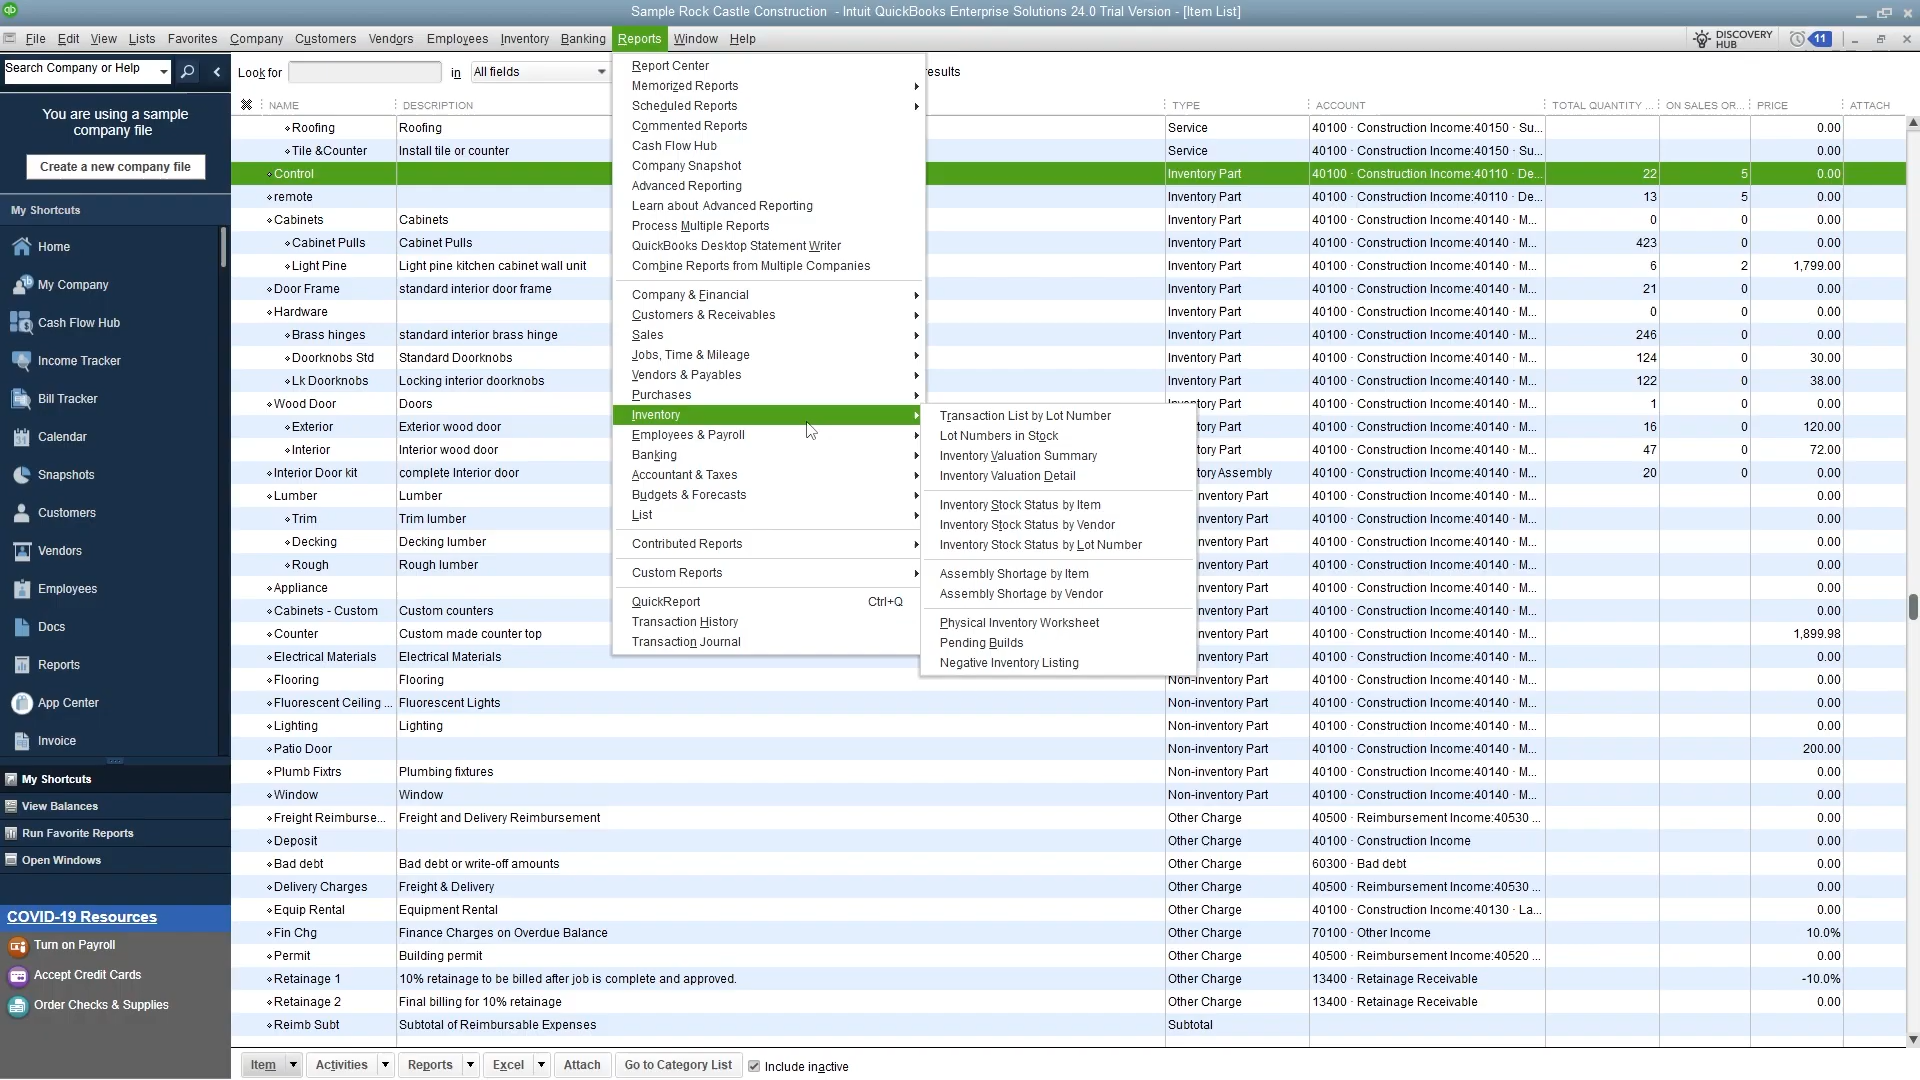 Sample Rock Castle Construction - Intuit QuickBooks Enterprise Solutions 24.0 Trial Version - [Item List]
File Edit View Lists Favorites Company Customers Vendors Employees Inventory Banking Reports Window Help
DISCOVERY HUB 11
Search Company or Help
Look for in All fields
You are using a sample company file
Create a new company file
My Shortcuts
Home
My Company
Cash Flow Hub
Income Tracker
Bill Tracker
Calendar
Snapshots
Customers
Vendors
Employees
Docs
Reports
App Center
Invoice
My Shortcuts
View Balances
Run Favorite Reports
Open Windows
COVID-19 Resources
Turn on Payroll
Accept Credit Cards
Order Checks & Supplies
Report Center
Memorized Reports
Scheduled Reports
Commented Reports
Cash Flow Hub
Company Snapshot
Advanced Reporting
Learn about Advanced Reporting
Process Multiple Reports
QuickBooks Desktop Statement Writer
Combine Reports from Multiple Companies
Company & Financial
Customers & Receivables
Sales
Jobs, Time & Mileage
Vendors & Payables
Purchases
Inventory
Employees & Payroll
Banking
Accountant & Taxes
Budgets & Forecasts
List
Contributed Reports
Custom Reports
QuickReport Ctrl+Q
Transaction History
Transaction Journal
Transaction List by Lot Number
Lot Numbers in Stock
Inventory Valuation Summary
Inventory Valuation Detail
Inventory Stock Status by Item
Inventory Stock Status by Vendor
Inventory Stock Status by Lot Number
Assembly Shortage by Item
Assembly Shortage by Vendor
Physical Inventory Worksheet
Pending Builds
Negative Inventory Listing
NAME DESCRIPTION TYPE ACCOUNT TOTAL QUANTITY ... ON SALES OR... PRICE ATTACH
Roofing Roofing Service 40100 · Construction Income:40150 · Su... 0.00
Tile &Counter Install tile or counter Service 40100 · Construction Income:40150 · Su... 0.00
Control Inventory Part 40100 · Construction Income:40110 · De... 22 5 0.00
remote Inventory Part 40100 · Construction Income:40110 · De... 13 5 0.00
Cabinets Cabinets Inventory Part 40100 · Construction Income:40140 · M... 0 0 0.00
Cabinet Pulls Cabinet Pulls Inventory Part 40100 · Construction Income:40140 · M... 423 0 0.00
Light Pine Light pine kitchen cabinet wall unit Inventory Part 40100 · Construction Income:40140 · M... 6 2 1,799.00
Door Frame standard interior door frame Inventory Part 40100 · Construction Income:40140 · M... 21 0 0.00
Hardware Inventory Part 40100 · Construction Income:40140 · M... 0 0 0.00
Brass hinges standard interior brass hinge Inventory Part 40100 · Construction Income:40140 · M... 246 0 0.00
Doorknobs Std Standard Doorknobs Inventory Part 40100 · Construction Income:40140 · M... 124 0 30.00
Lk Doorknobs Locking interior doorknobs Inventory Part 40100 · Construction Income:40140 · M... 122 0 38.00
Wood Door Doors 40100 · Construction Income:40140 · M... 1 0 0.00
Exterior Exterior wood door 40100 · Construction Income:40140 · M... 16 0 120.00
Interior Interior wood door 40100 · Construction Income:40140 · M... 47 0 72.00
Interior Door kit complete Interior door Assembly 40100 · Construction Income:40140 · M... 20 0 0.00
Lumber Lumber Part 40100 · Construction Income:40140 · M... 0.00
Trim Trim lumber Part 40100 · Construction Income:40140 · M... 0.00
Decking Decking lumber Part 40100 · Construction Income:40140 · M... 0.00
Rough Rough lumber Part 40100 · Construction Income:40140 · M... 0.00
Appliance Part 40100 · Construction Income:40140 · M... 0.00
Cabinets - Custom Custom counters Part 40100 · Construction Income:40140 · M... 0.00
Counter Custom made counter top Part 40100 · Construction Income:40140 · M... 1,899.98
Electrical Materials Electrical Materials Part 40100 · Construction Income:40140 · M... 0.00
Flooring Flooring Non-inventory Part 40100 · Construction Income:40140 · M... 0.00
Fluorescent Ceiling ... Fluorescent Lights Non-inventory Part 40100 · Construction Income:40140 · M... 0.00
Lighting Lighting Non-inventory Part 40100 · Construction Income:40140 · M... 0.00
Patio Door Non-inventory Part 40100 · Construction Income:40140 · M... 200.00
Plumb Fixtrs Plumbing fixtures Non-inventory Part 40100 · Construction Income:40140 · M... 0.00
Window Window Non-inventory Part 40100 · Construction Income:40140 · M... 0.00
Freight Reimburse... Freight and Delivery Reimbursement Other Charge 40500 · Reimbursement Income:40530 ... 0.00
Deposit Other Charge 40100 · Construction Income 0.00
Bad debt Bad debt or write-off amounts Other Charge 60300 · Bad debt 0.00
Delivery Charges Freight & Delivery Other Charge 40500 · Reimbursement Income:40530 ... 0.00
Equip Rental Equipment Rental Other Charge 40100 · Construction Income:40130 · La... 0.00
Fin Chg Finance Charges on Overdue Balance Other Charge 70100 · Other Income 10.0%
Permit Building permit Other Charge 40500 · Reimbursement Income:40520 ... 0.00
Retainage 1 10% retainage to be billed after job is complete and approved. Other Charge 13400 · Retainage Receivable -10.0%
Retainage 2 Final billing for 10% retainage Other Charge 13400 · Retainage Receivable 0.00
Reimb Subt Subtotal of Reimbursable Expenses Subtotal
Item Activities Reports Excel Attach Go to Category List Include inactive